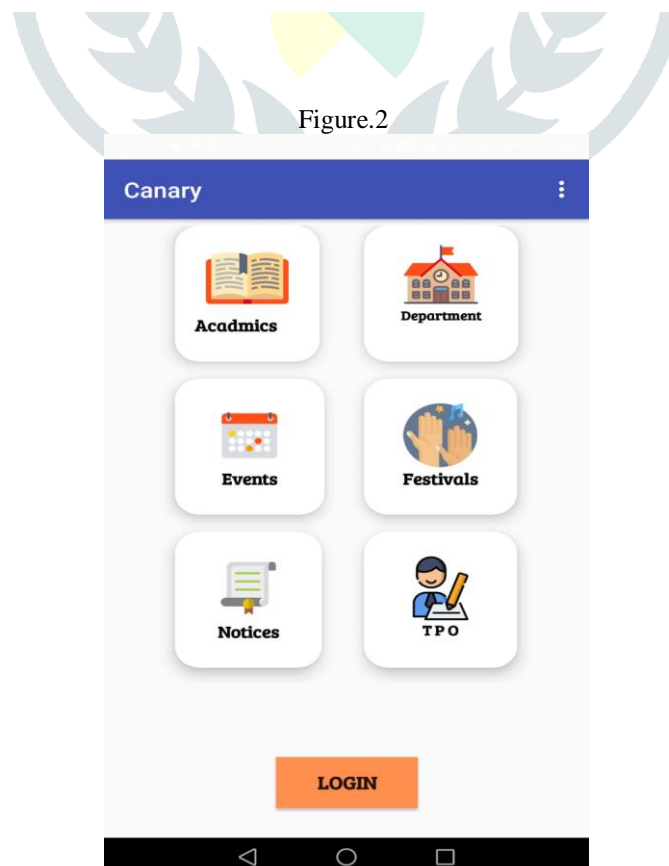 Figure.2
Canary
Acadmics
Department
Events
Festivals
Notices
TPO
LOGIN